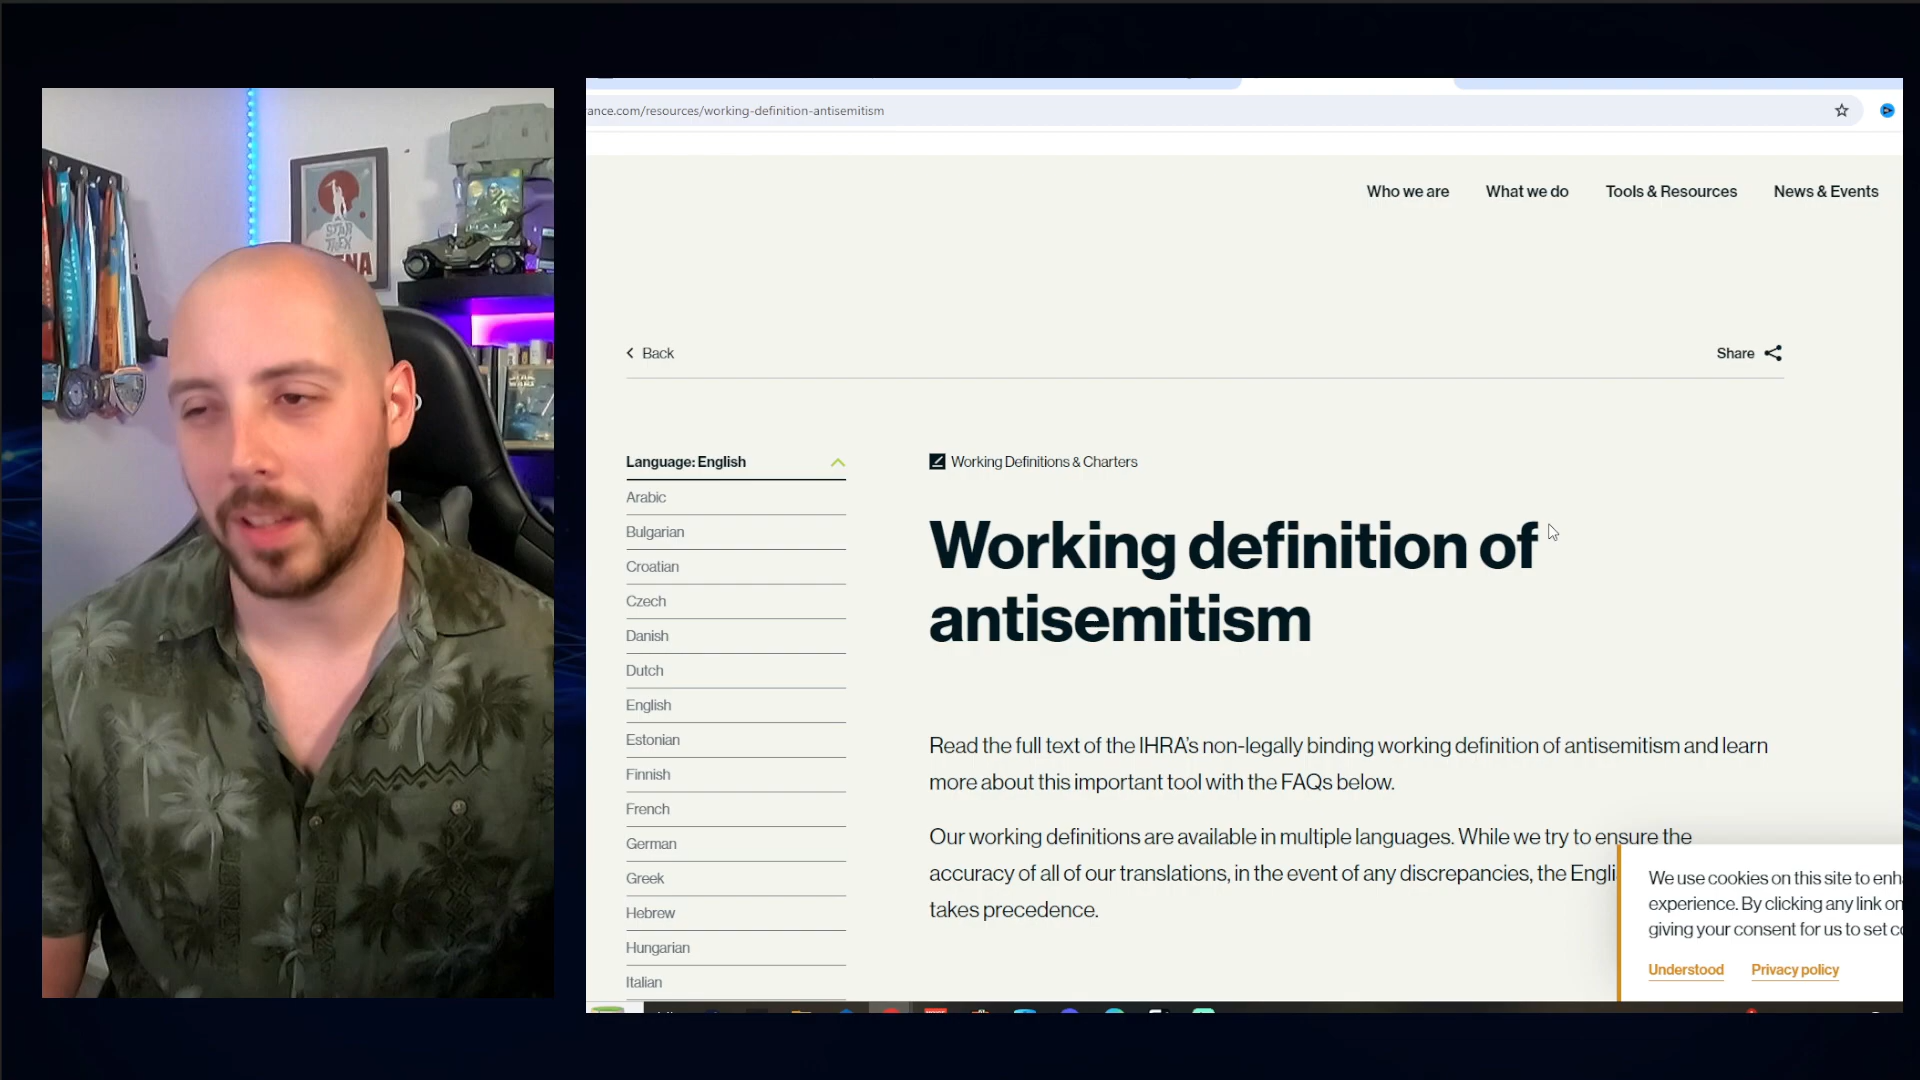 STAR
TREK
ance.com/resources/working-definition-antisemitism
Who we are
What we do
Tools & Resources
News & Events
Back
Share
Language: English
Arabic
Bulgarian
Croatian
Czech
Danish
Dutch
English
Estonian
Finnish
French
German
Greek
Hebrew
Hungarian
Italian
Working Definitions & Charters
Working definition of
antisemitism
Read the full text of the IHRA's non-legally binding working definition of antisemitism and learn
more about this important tool with the FAQs below.
Our working definitions are available in multiple languages. While we try to ensure the
accuracy of all of our translations, in the event of any discrepancies, the Engli
takes precedence.
We use cookies on this site to enh
experience. By clicking any link on
giving your consent for us to set c
Understood
Privacy policy